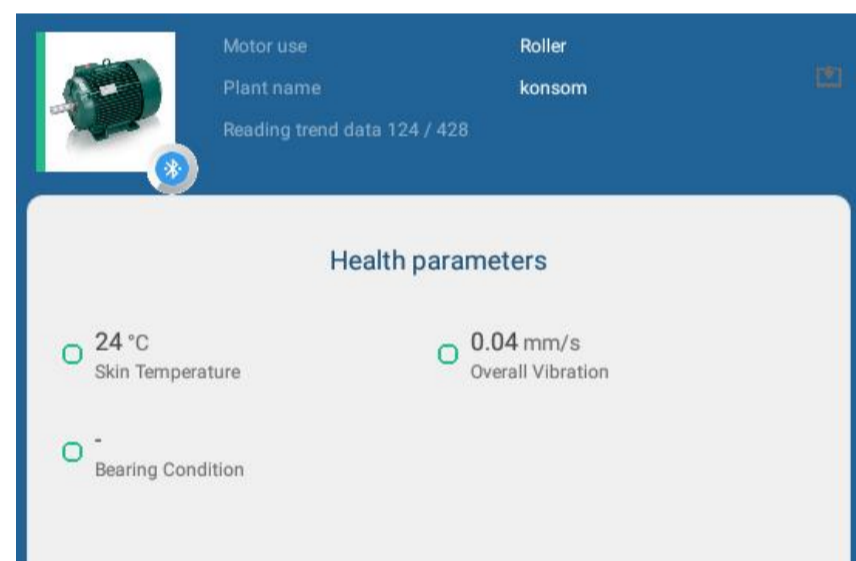 Motor use Roller
Plant name konsom
Reading trend data 124 / 428
Health parameters
24 °C 0.04 mm/s
Skin Temperature Overall Vibration
-
Bearing Condition